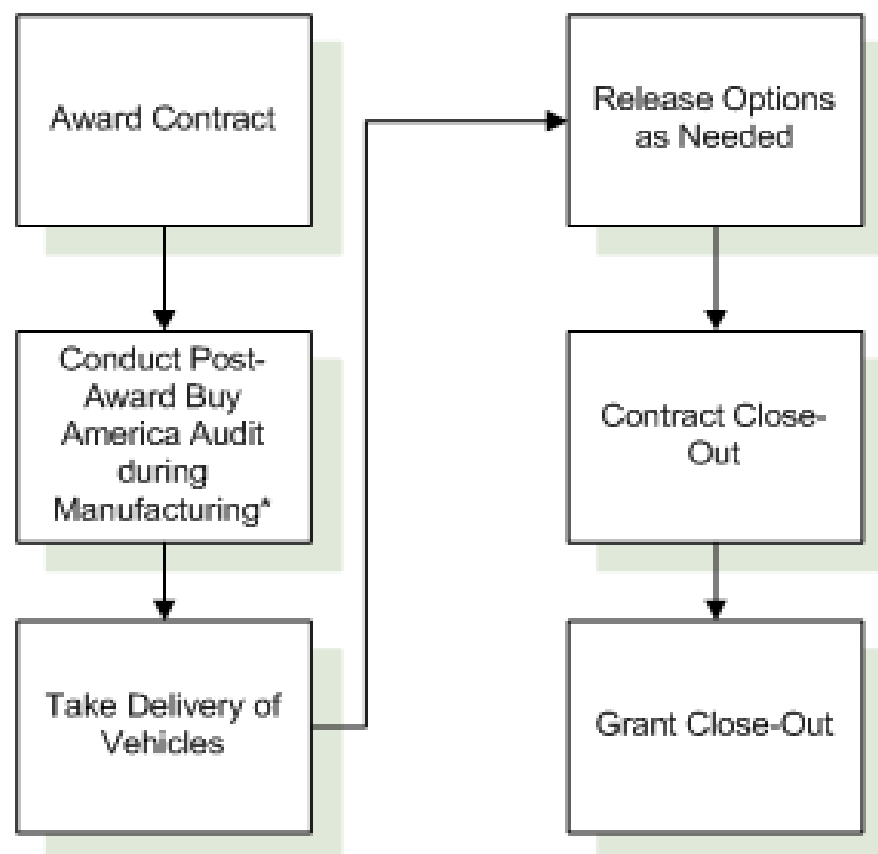 Award Contract
Conduct Post-
Award Buy
America Audit
during
Manufacturing*
Take Delivery of
Vehicles
Release Options
as Needed
Contract Close-
Out
Grant Close-Out